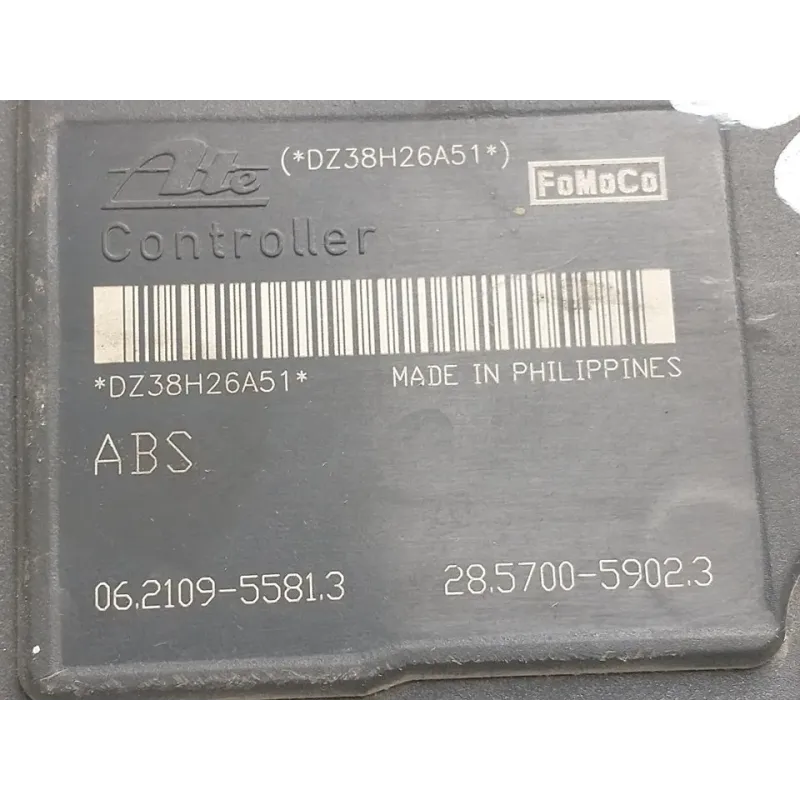 Ate (*DZ38H26A51*) FoMoCo
Controller
*DZ38H26A51* MADE IN PHILIPPINES
ABS
06.2109-5581.3 28.5700-5902.3